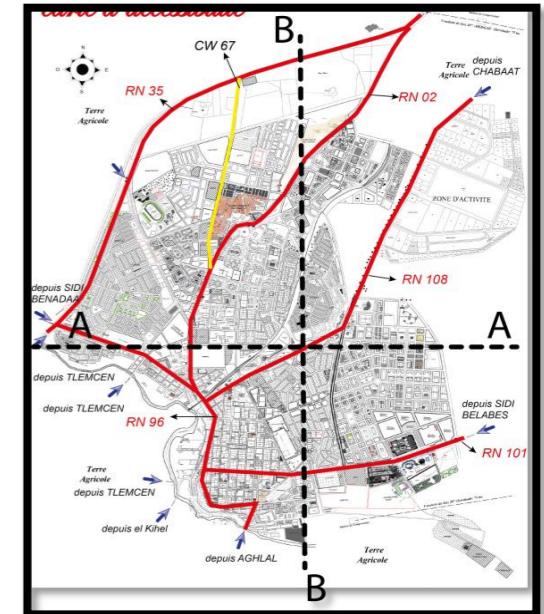 carte d'accessibilité
B
CW 67
N
O
E
S
RN 35
RN 02
Terre
Agricole
depuis
CHABAAT
Terre
Agricole
ZONE D'ACTIVITE
RN 108
depuis SIDI
BENADAA
A
A
depuis TLEMCEN
depuis TLEMCEN
depuis SIDI
BELABES
RN 96
RN 101
Terre
Agricole
depuis TLEMCEN
depuis el Kihel
depuis AGHLAL
Terre
Agricole
B